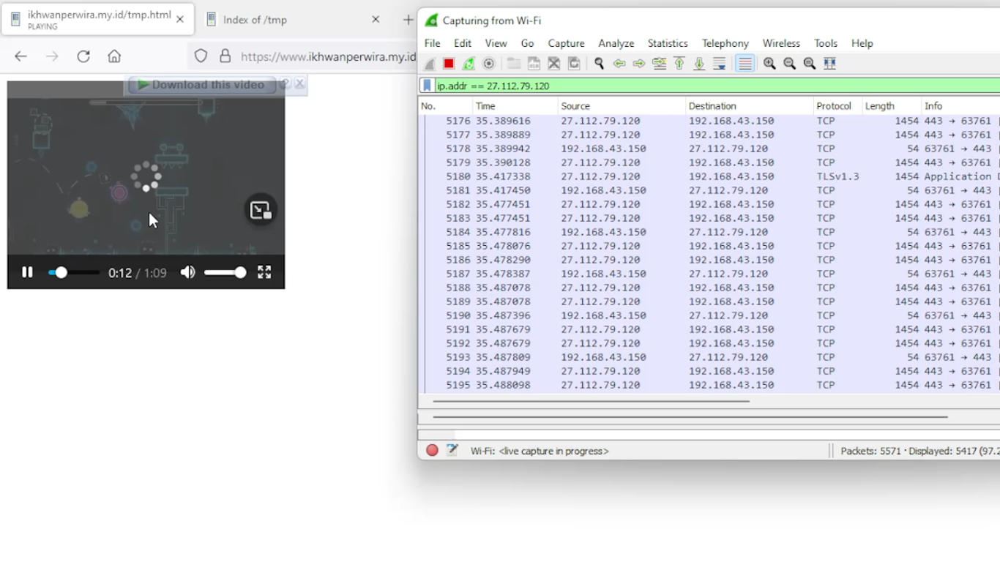 ikhwanperwira.my.id/tmp.html
PLAYING
Index of /tmp
https://www.ikhwanperwira.my.id
Download this video
0:12 / 1:09
Capturing from Wi-Fi
File Edit View Go Capture Analyze Statistics Telephony Wireless Tools Help
ip.addr == 27.112.79.120
No. Time Source Destination Protocol Length Info
5176 35.389616 27.112.79.120 192.168.43.150 TCP 1454 443 → 63761
5177 35.389889 27.112.79.120 192.168.43.150 TCP 1454 443 → 63761
5178 35.389942 192.168.43.150 27.112.79.120 TCP 54 63761 → 443
5179 35.390128 27.112.79.120 192.168.43.150 TCP 1454 443 → 63761
5180 35.417338 27.112.79.120 192.168.43.150 TLSv1.3 1454 Application
5181 35.417450 192.168.43.150 27.112.79.120 TCP 54 63761 → 443
5182 35.477451 27.112.79.120 192.168.43.150 TCP 1454 443 → 63761
5183 35.477451 27.112.79.120 192.168.43.150 TCP 1454 443 → 63761
5184 35.477816 192.168.43.150 27.112.79.120 TCP 54 63761 → 443
5185 35.478076 27.112.79.120 192.168.43.150 TCP 1454 443 → 63761
5186 35.478290 27.112.79.120 192.168.43.150 TCP 1454 443 → 63761
5187 35.478387 192.168.43.150 27.112.79.120 TCP 54 63761 → 443
5188 35.487078 27.112.79.120 192.168.43.150 TCP 1454 443 → 63761
5189 35.487078 27.112.79.120 192.168.43.150 TCP 1454 443 → 63761
5190 35.487396 192.168.43.150 27.112.79.120 TCP 54 63761 → 443
5191 35.487679 27.112.79.120 192.168.43.150 TCP 1454 443 → 63761
5192 35.487679 27.112.79.120 192.168.43.150 TCP 1454 443 → 63761
5193 35.487809 192.168.43.150 27.112.79.120 TCP 54 63761 → 443
5194 35.487949 27.112.79.120 192.168.43.150 TCP 1454 443 → 63761
5195 35.488098 27.112.79.120 192.168.43.150 TCP 1454 443 → 63761
Wi-Fi: <live capture in progress>
Packets: 5571 · Displayed: 5417 (97.2